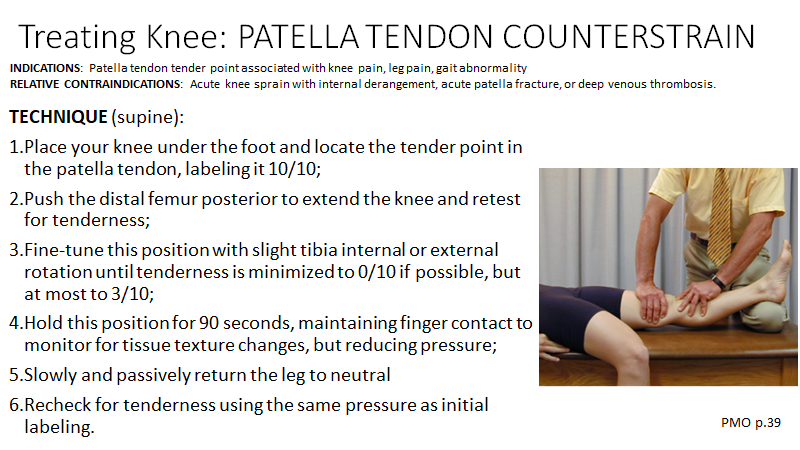 Treating Knee: PATELLA TENDON COUNTERSTRAIN
INDICATIONS: Patella tendon tender point associated with knee pain, leg pain, gait abnormality
RELATIVE CONTRAINDICATIONS: Acute knee sprain with internal derangement, acute patella fracture, or deep venous thrombosis.
TECHNIQUE (supine):
1.Place your knee under the foot and locate the tender point in
the patella tendon, labeling it 10/10;
2.Push the distal femur posterior to extend the knee and retest
for tenderness;
3.Fine-tune this position with slight tibia internal or external
rotation until tenderness is minimized to 0/10 if possible, but
at most to 3/10;
4.Hold this position for 90 seconds, maintaining finger contact to
monitor for tissue texture changes, but reducing pressure;
5.Slowly and passively return the leg to neutral
6.Recheck for tenderness using the same pressure as initial
labeling.
PMO p.39